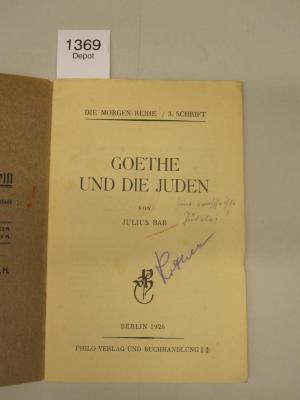 1369
Depot
DIE MORGEN-REIHE / 3. SCHRIFT
GOETHE
UND DIE JUDEN
VON
JULIUS BAB
BERLIN 1926
PHILO VERLAG UND BUCHHANDLUNG